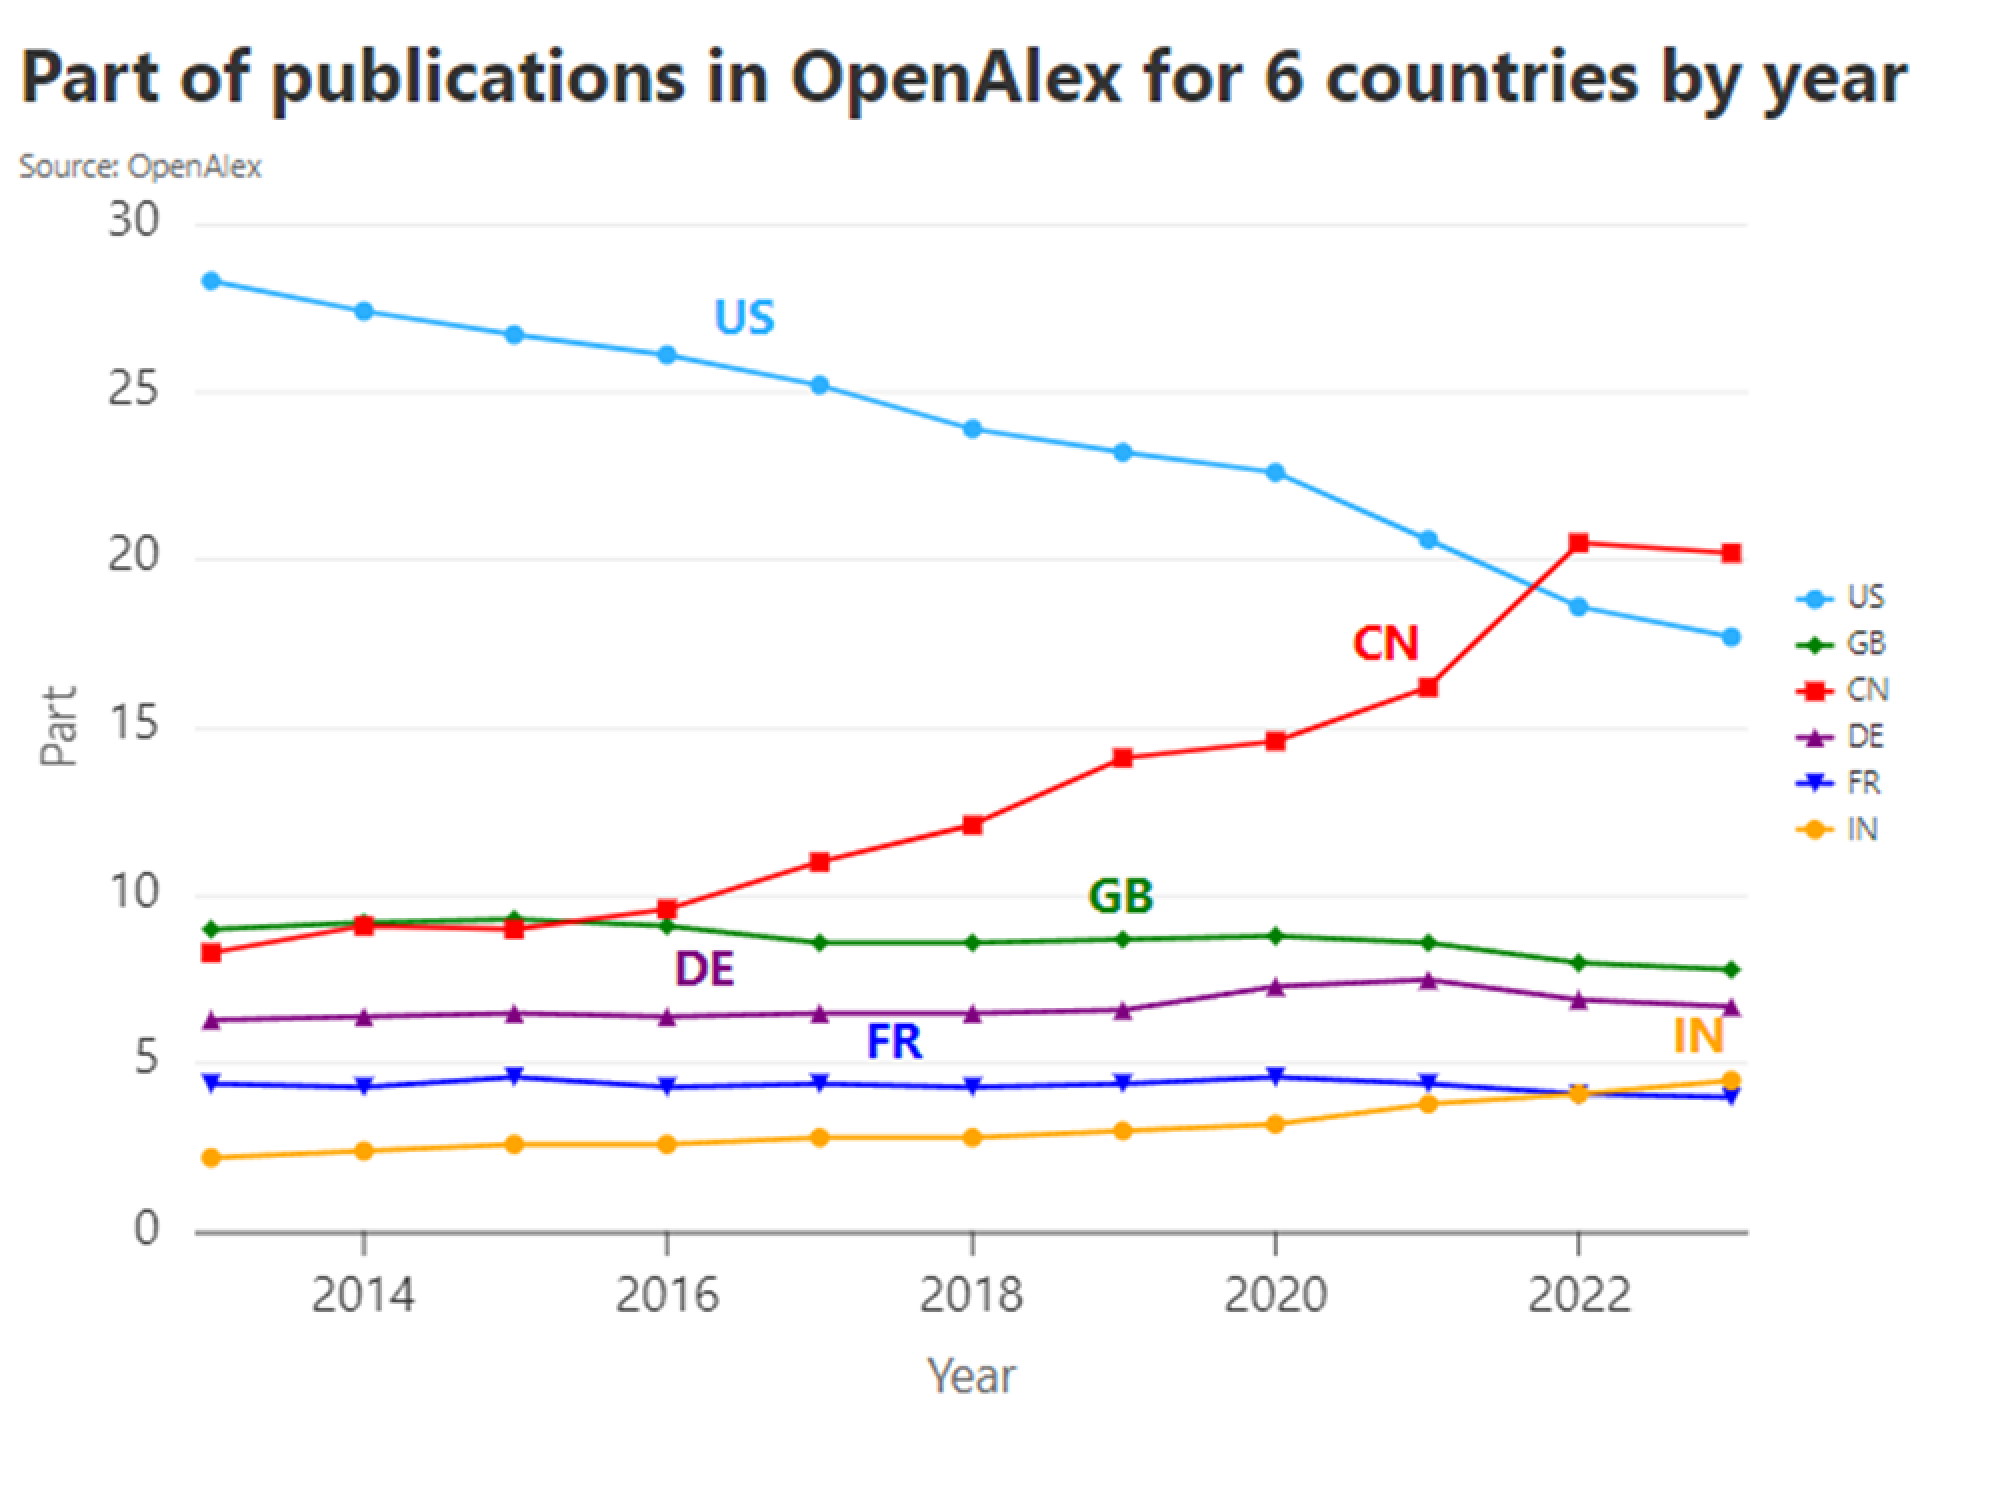 Part of publications in OpenAlex for 6 countries by year
Source: OpenAlex
30
25
20
15
10
5
0
Part
US
CN
GB
DE
FR
IN
US
GB
CN
DE
FR
IN
2014 2016 2018 2020 2022
Year